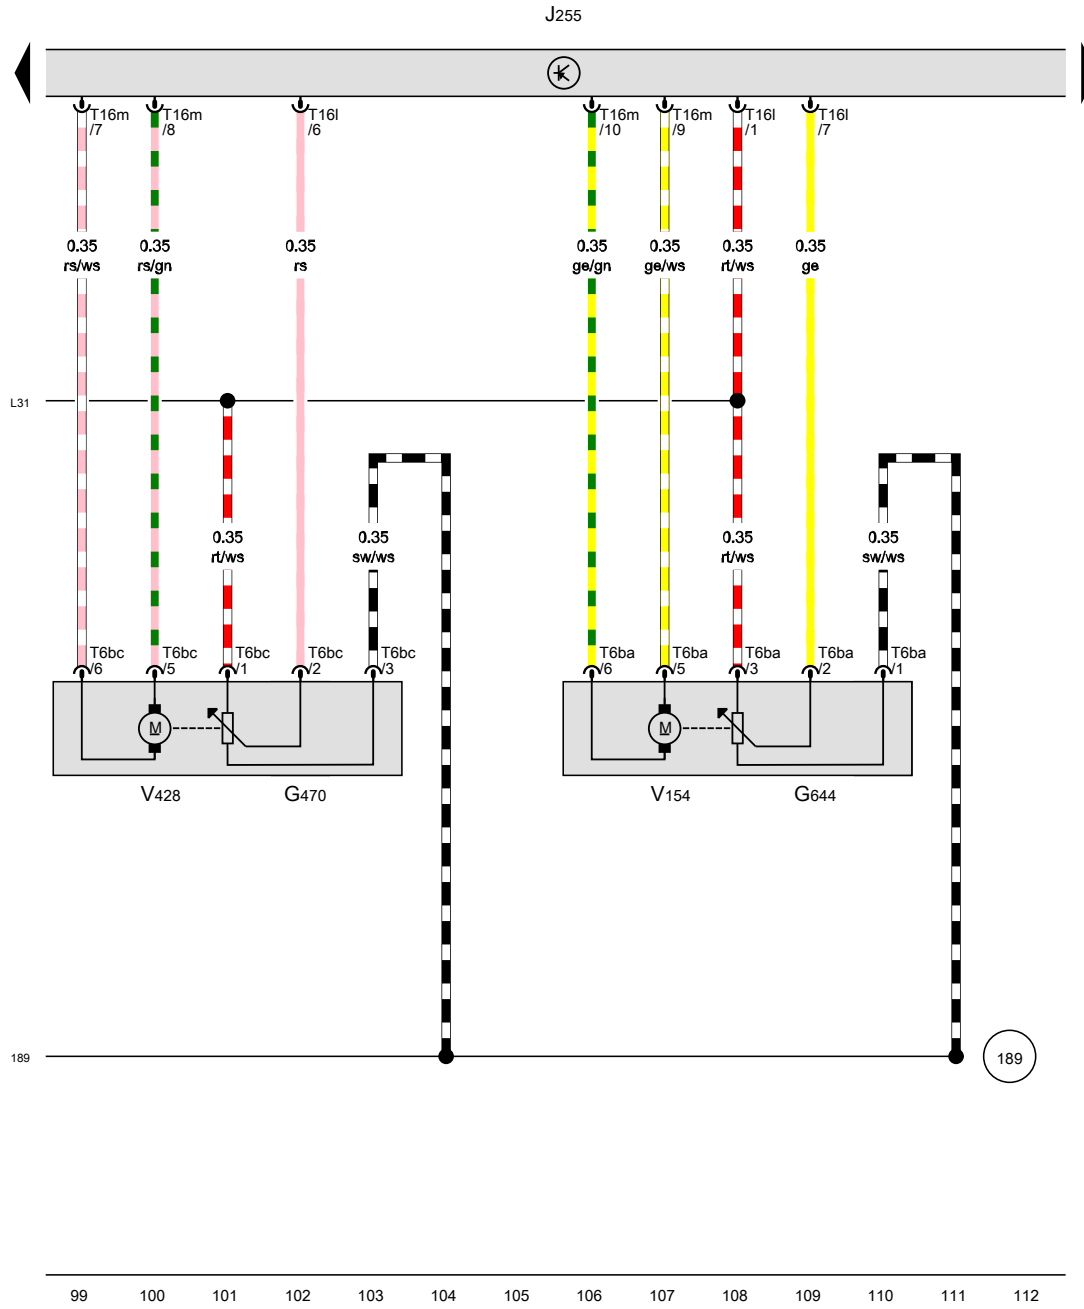 J255
T16m T16m T16l T16m T16m T16l T16l
/7 /8 /6 /10 /9 /1 /7
0.35 0.35 0.35 0.35 0.35 0.35 0.35
rs/ws rs/gn rs ge/gn ge/ws rt/ws ge
L31
0.35 0.35 0.35 0.35
rt/ws sw/ws rt/ws sw/ws
T6bc T6bc T6bc T6bc T6bc T6ba T6ba T6ba T6ba T6ba
/6 /5 /1 /2 /3 /6 /5 /3 /2 /1
M M
V428 G470 V154 G644
189 189
99 100 101 102 103 104 105 106 107 108 109 110 111 112